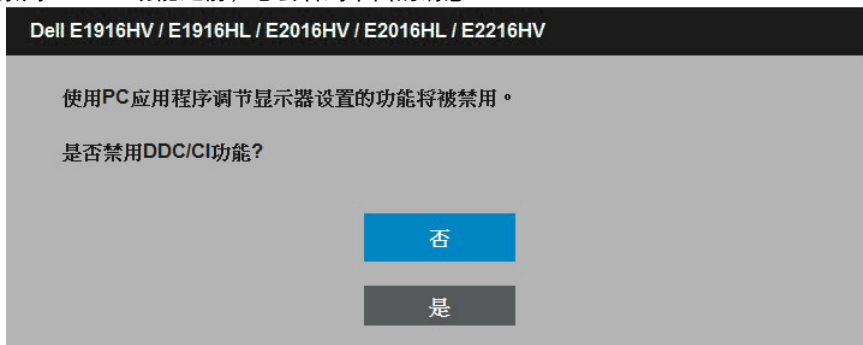 Dell E1916HV / E1916HL / E2016HV / E2016HL / E2216HV
使用PC应用程序调节显示器设置的功能将被禁用。
是否禁用DDC/CI功能?
否
是